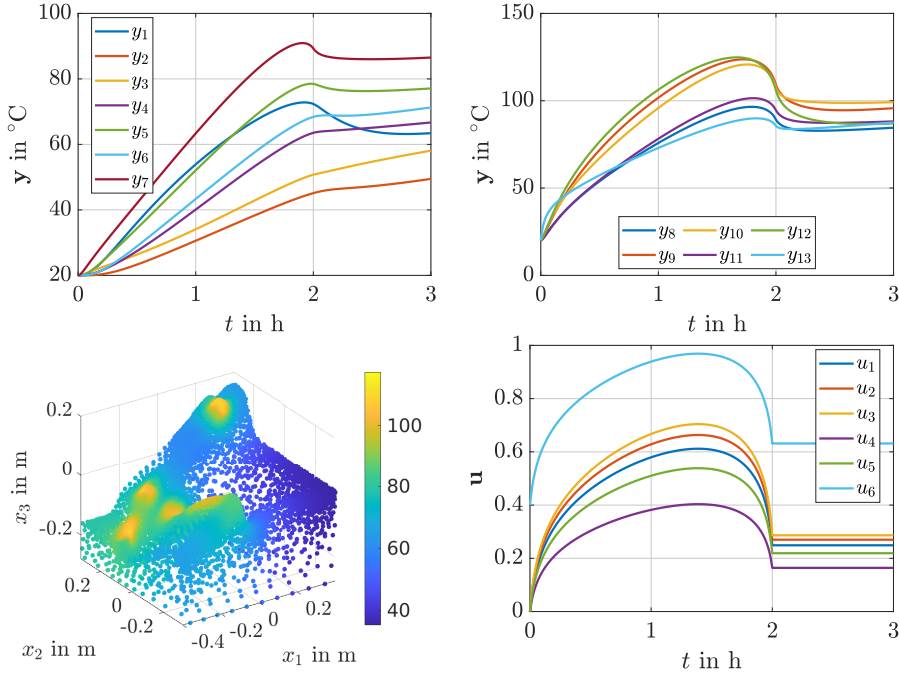 100
80
60
40
20
y in °C
y₁
y₂
y₃
y₄
y₅
y₆
y₇
0 1 2 3
t in h
150
100
50
0
y in °C
y₈ y₁₀ y₁₂
y₉ y₁₁ y₁₃
0 1 2 3
t in h
0.2
0
-0.2
x₃ in m
0.2
0
-0.2
x₂ in m
-0.4
-0.2
0
0.2
x₁ in m
100
80
60
40
1
0.8
0.6
0.4
0.2
0
u
u₁
u₂
u₃
u₄
u₅
u₆
0 1 2 3
t in h